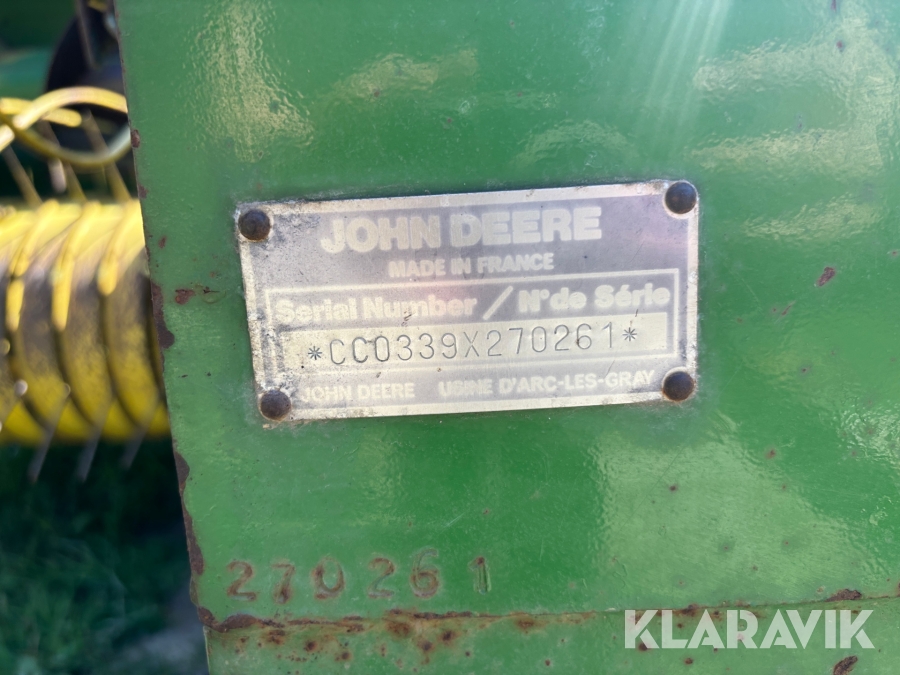 JOHN DEERE
MADE IN FRANCE
Serial Number / N° de Série
*CC0339X270261*
JOHN DEERE USINE D'ARC-LES-GRAY
270261
KLARAVIK